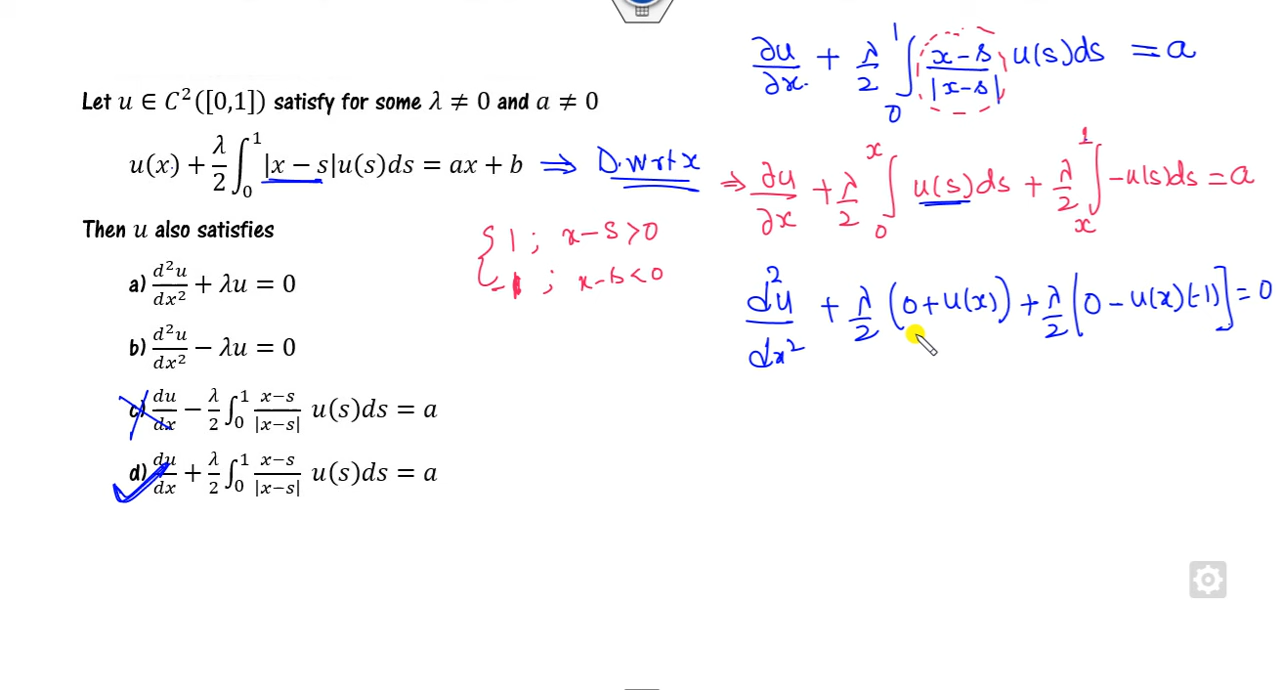 Let u ∈ C²([0,1]) satisfy for some λ ≠ 0 and a ≠ 0
u(x) + λ/2 ∫₀¹ |x − s|u(s)ds = ax + b ⇒ D.w.r.t x
Then u also satisfies
a) d²u/dx² + λu = 0
b) d²u/dx² − λu = 0
c) du/dx − λ/2 ∫₀¹ (x−s)/|x−s| u(s)ds = a
d) du/dx + λ/2 ∫₀¹ (x−s)/|x−s| u(s)ds = a
{ 1 ; x−s>0
-1 ; x-s<0
∂u/∂x + λ/2 ∫₀¹ (x−s)/|x−s| u(s)ds = a
⇒ ∂u/∂x + λ/2 ∫₀ˣ u(s)ds + λ/2 ∫ₓ¹ -u(s)ds = a
d²u/dx² + λ/2 (0+u(x)) + λ/2 [0 - u(x)(-1)] = 0